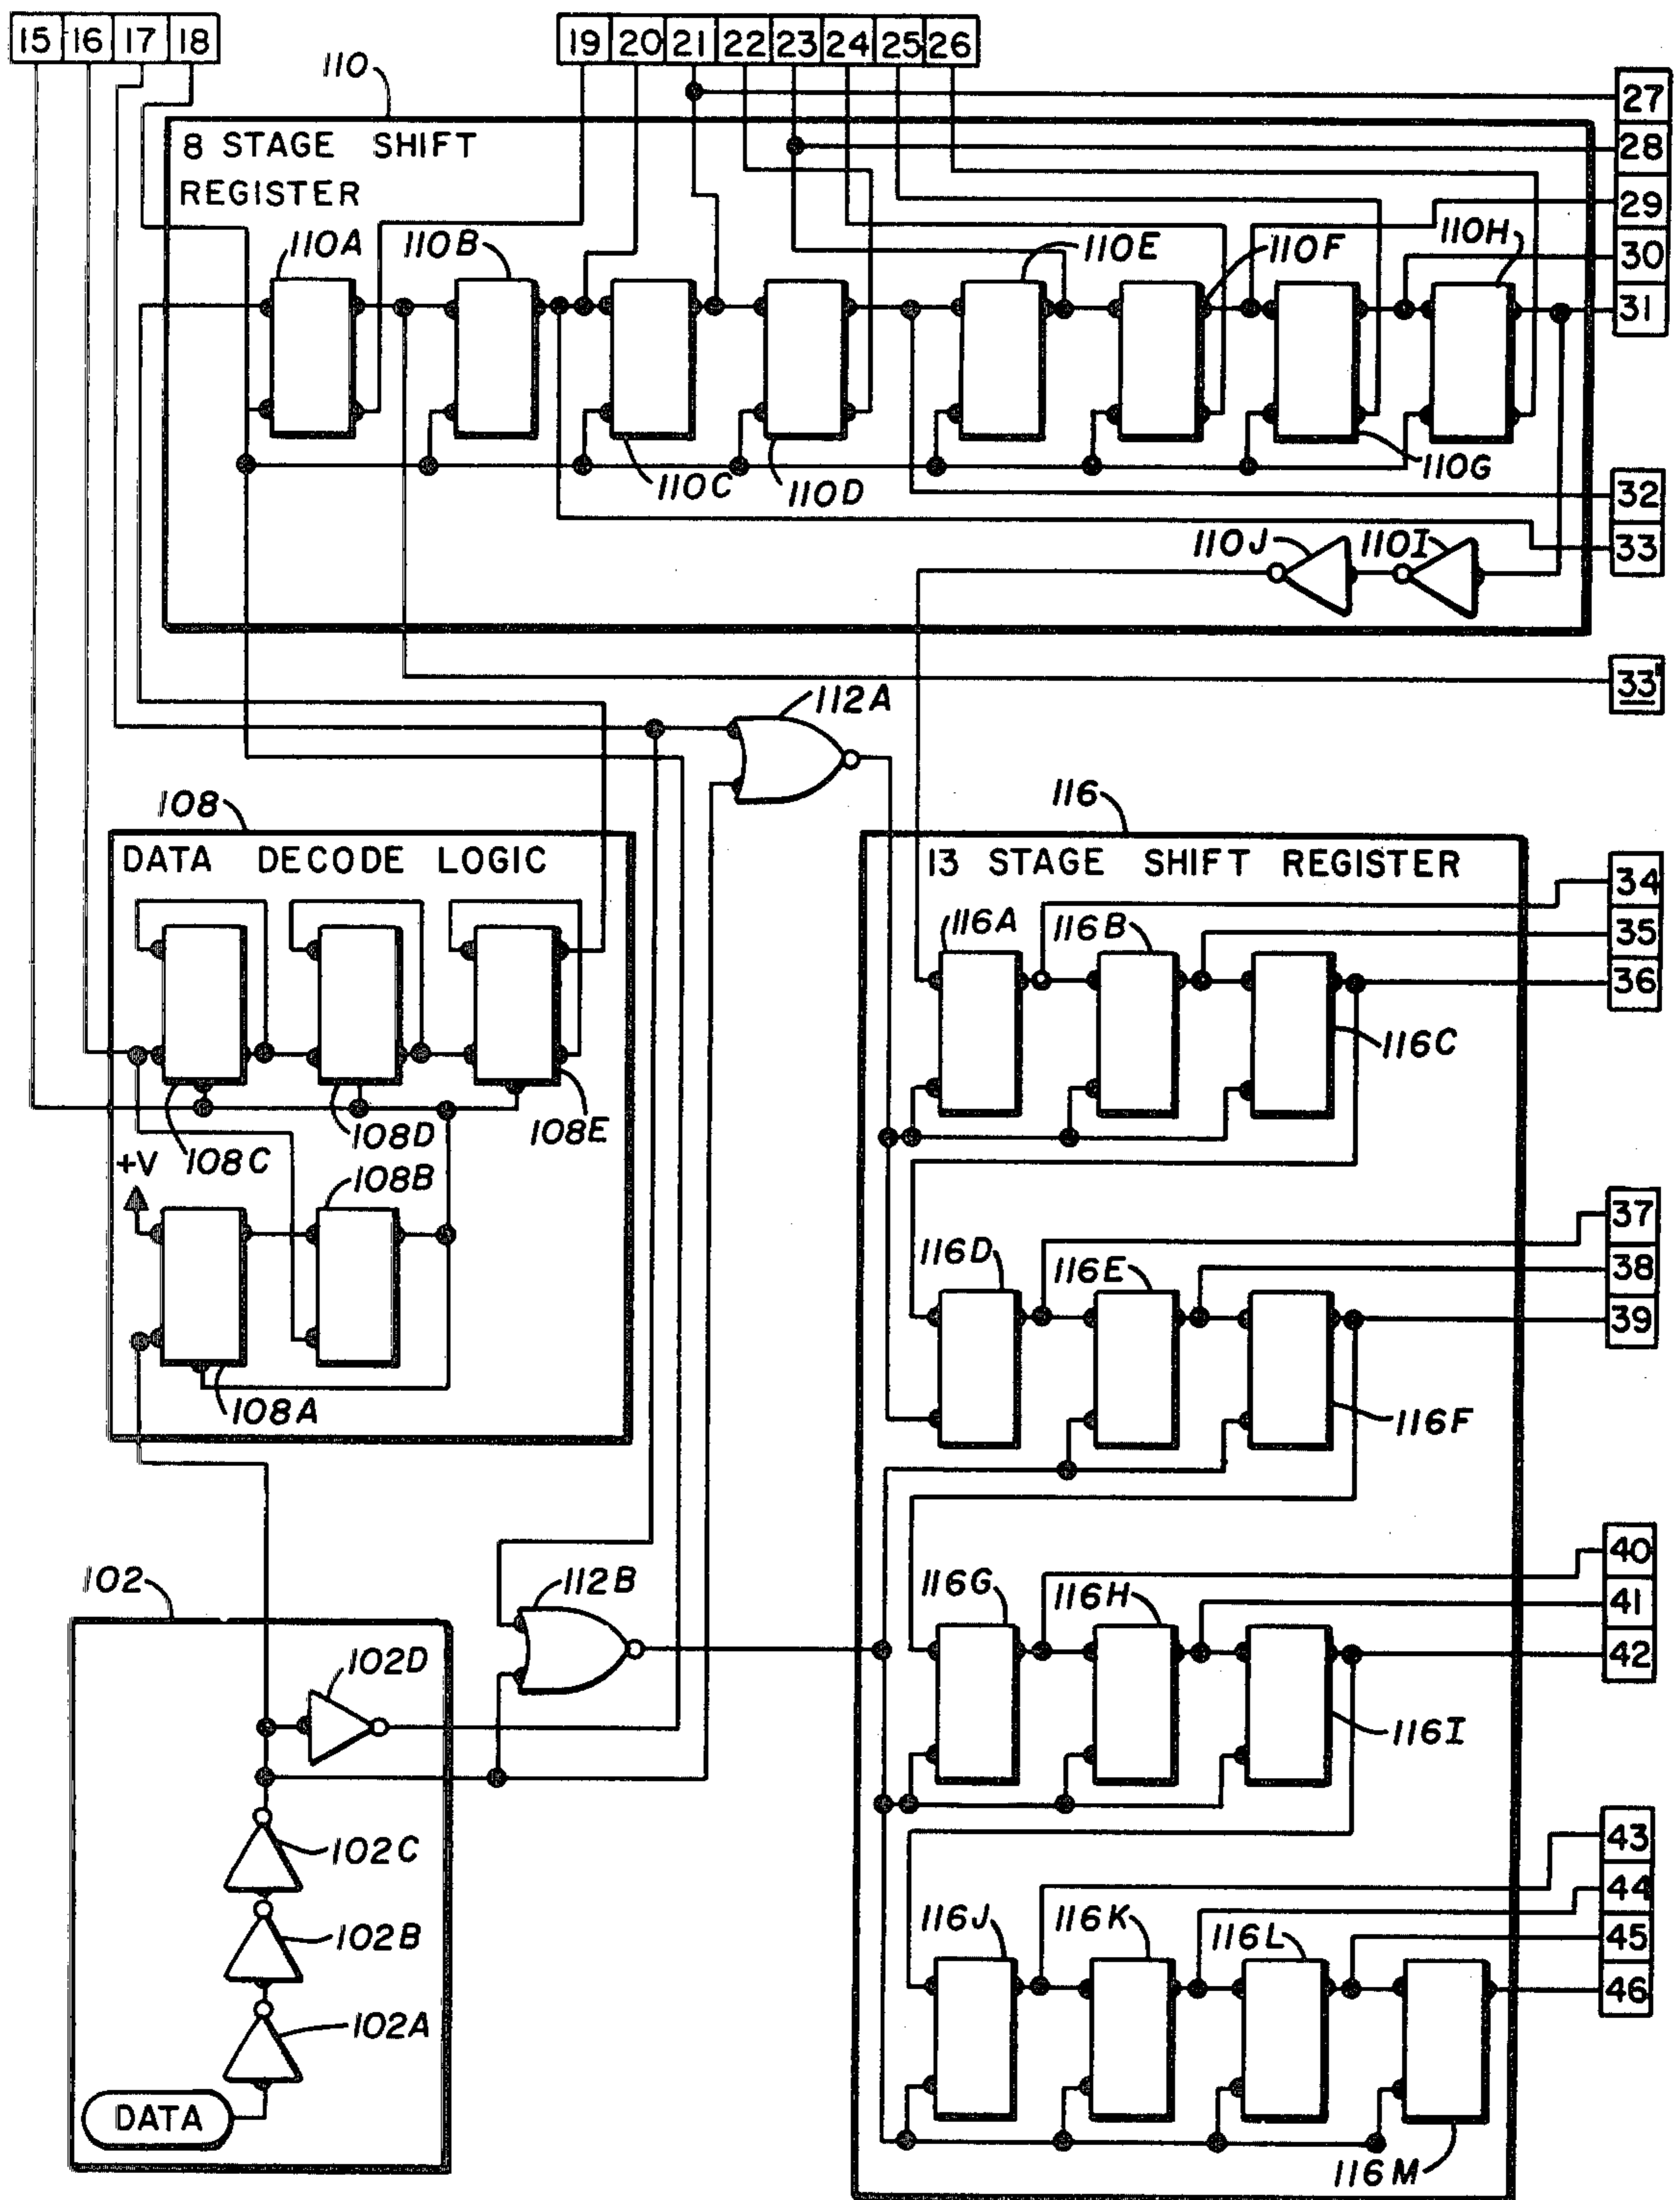 15 16 17 18
19 20 21 22 23 24 25 26
110
27
28
29
30
31
8 STAGE SHIFT
REGISTER
110A
110B
110E
110F
110H
110C
110D
110G
32
33
110J
110I
33'
112A
108
DATA DECODE LOGIC
108C
108D
108E
+V
108B
108A
116
13 STAGE SHIFT REGISTER
34
35
36
116A
116B
116C
37
38
39
116D
116E
116F
40
41
42
116G
116H
116I
112B
102
102D
102C
102B
102A
DATA
43
44
45
46
116J
116K
116L
116M